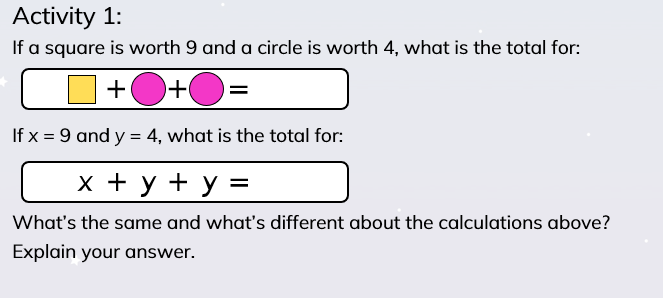 Activity 1:
If a square is worth 9 and a circle is worth 4, what is the total for:
+ + =
If x = 9 and y = 4, what is the total for:
x + y + y =
What’s the same and what’s different about the calculations above?
Explain your answer.